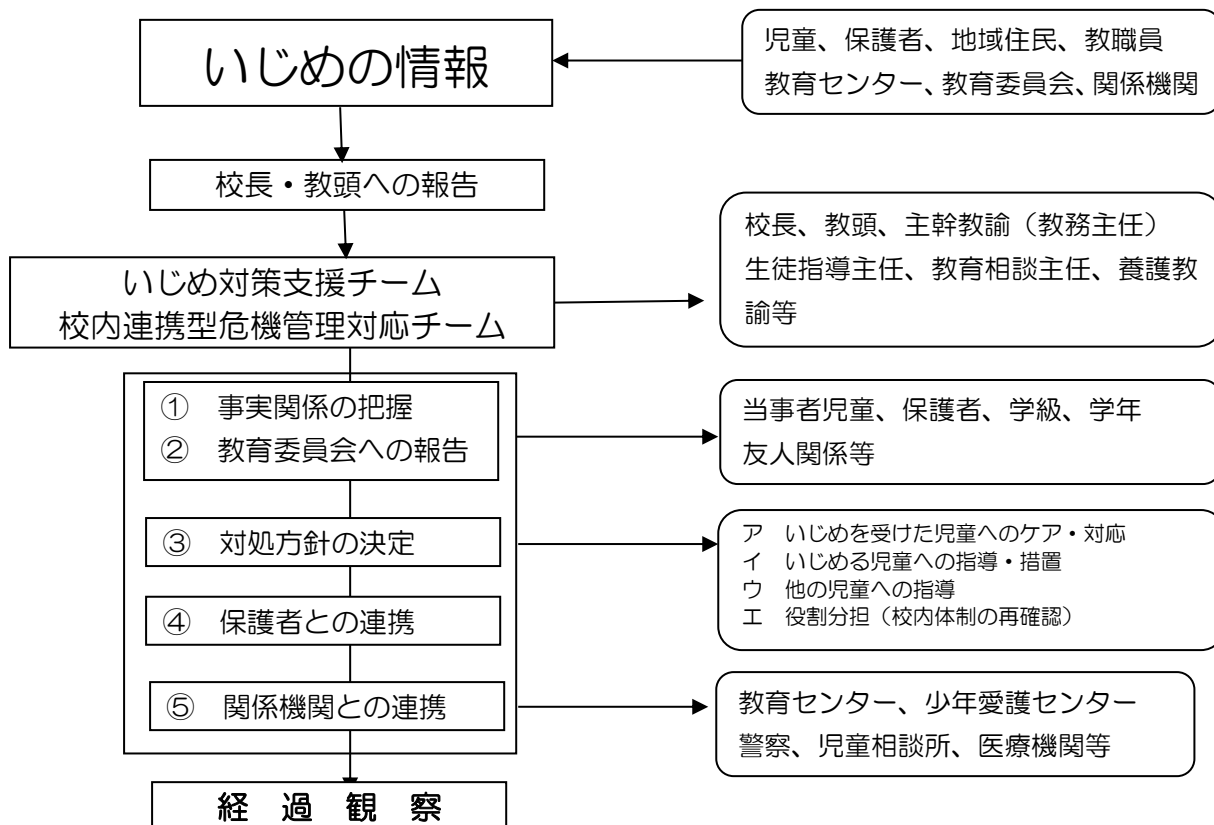 いじめの情報
児童、保護者、地域住民、教職員
教育センター、教育委員会、関係機関
校長・教頭への報告
いじめ対策支援チーム
校内連携型危機管理対応チーム
校長、教頭、主幹教諭（教務主任）
生徒指導主任、教育相談主任、養護教
諭等
① 事実関係の把握
② 教育委員会への報告
当事者児童、保護者、学級、学年
友人関係等
③ 対処方針の決定
ア いじめを受けた児童へのケア・対応
イ いじめる児童への指導・措置
ウ 他の児童への指導
エ 役割分担（校内体制の再確認）
④ 保護者との連携
⑤ 関係機関との連携
教育センター、少年愛護センター
警察、児童相談所、医療機関等
経 過 観 察